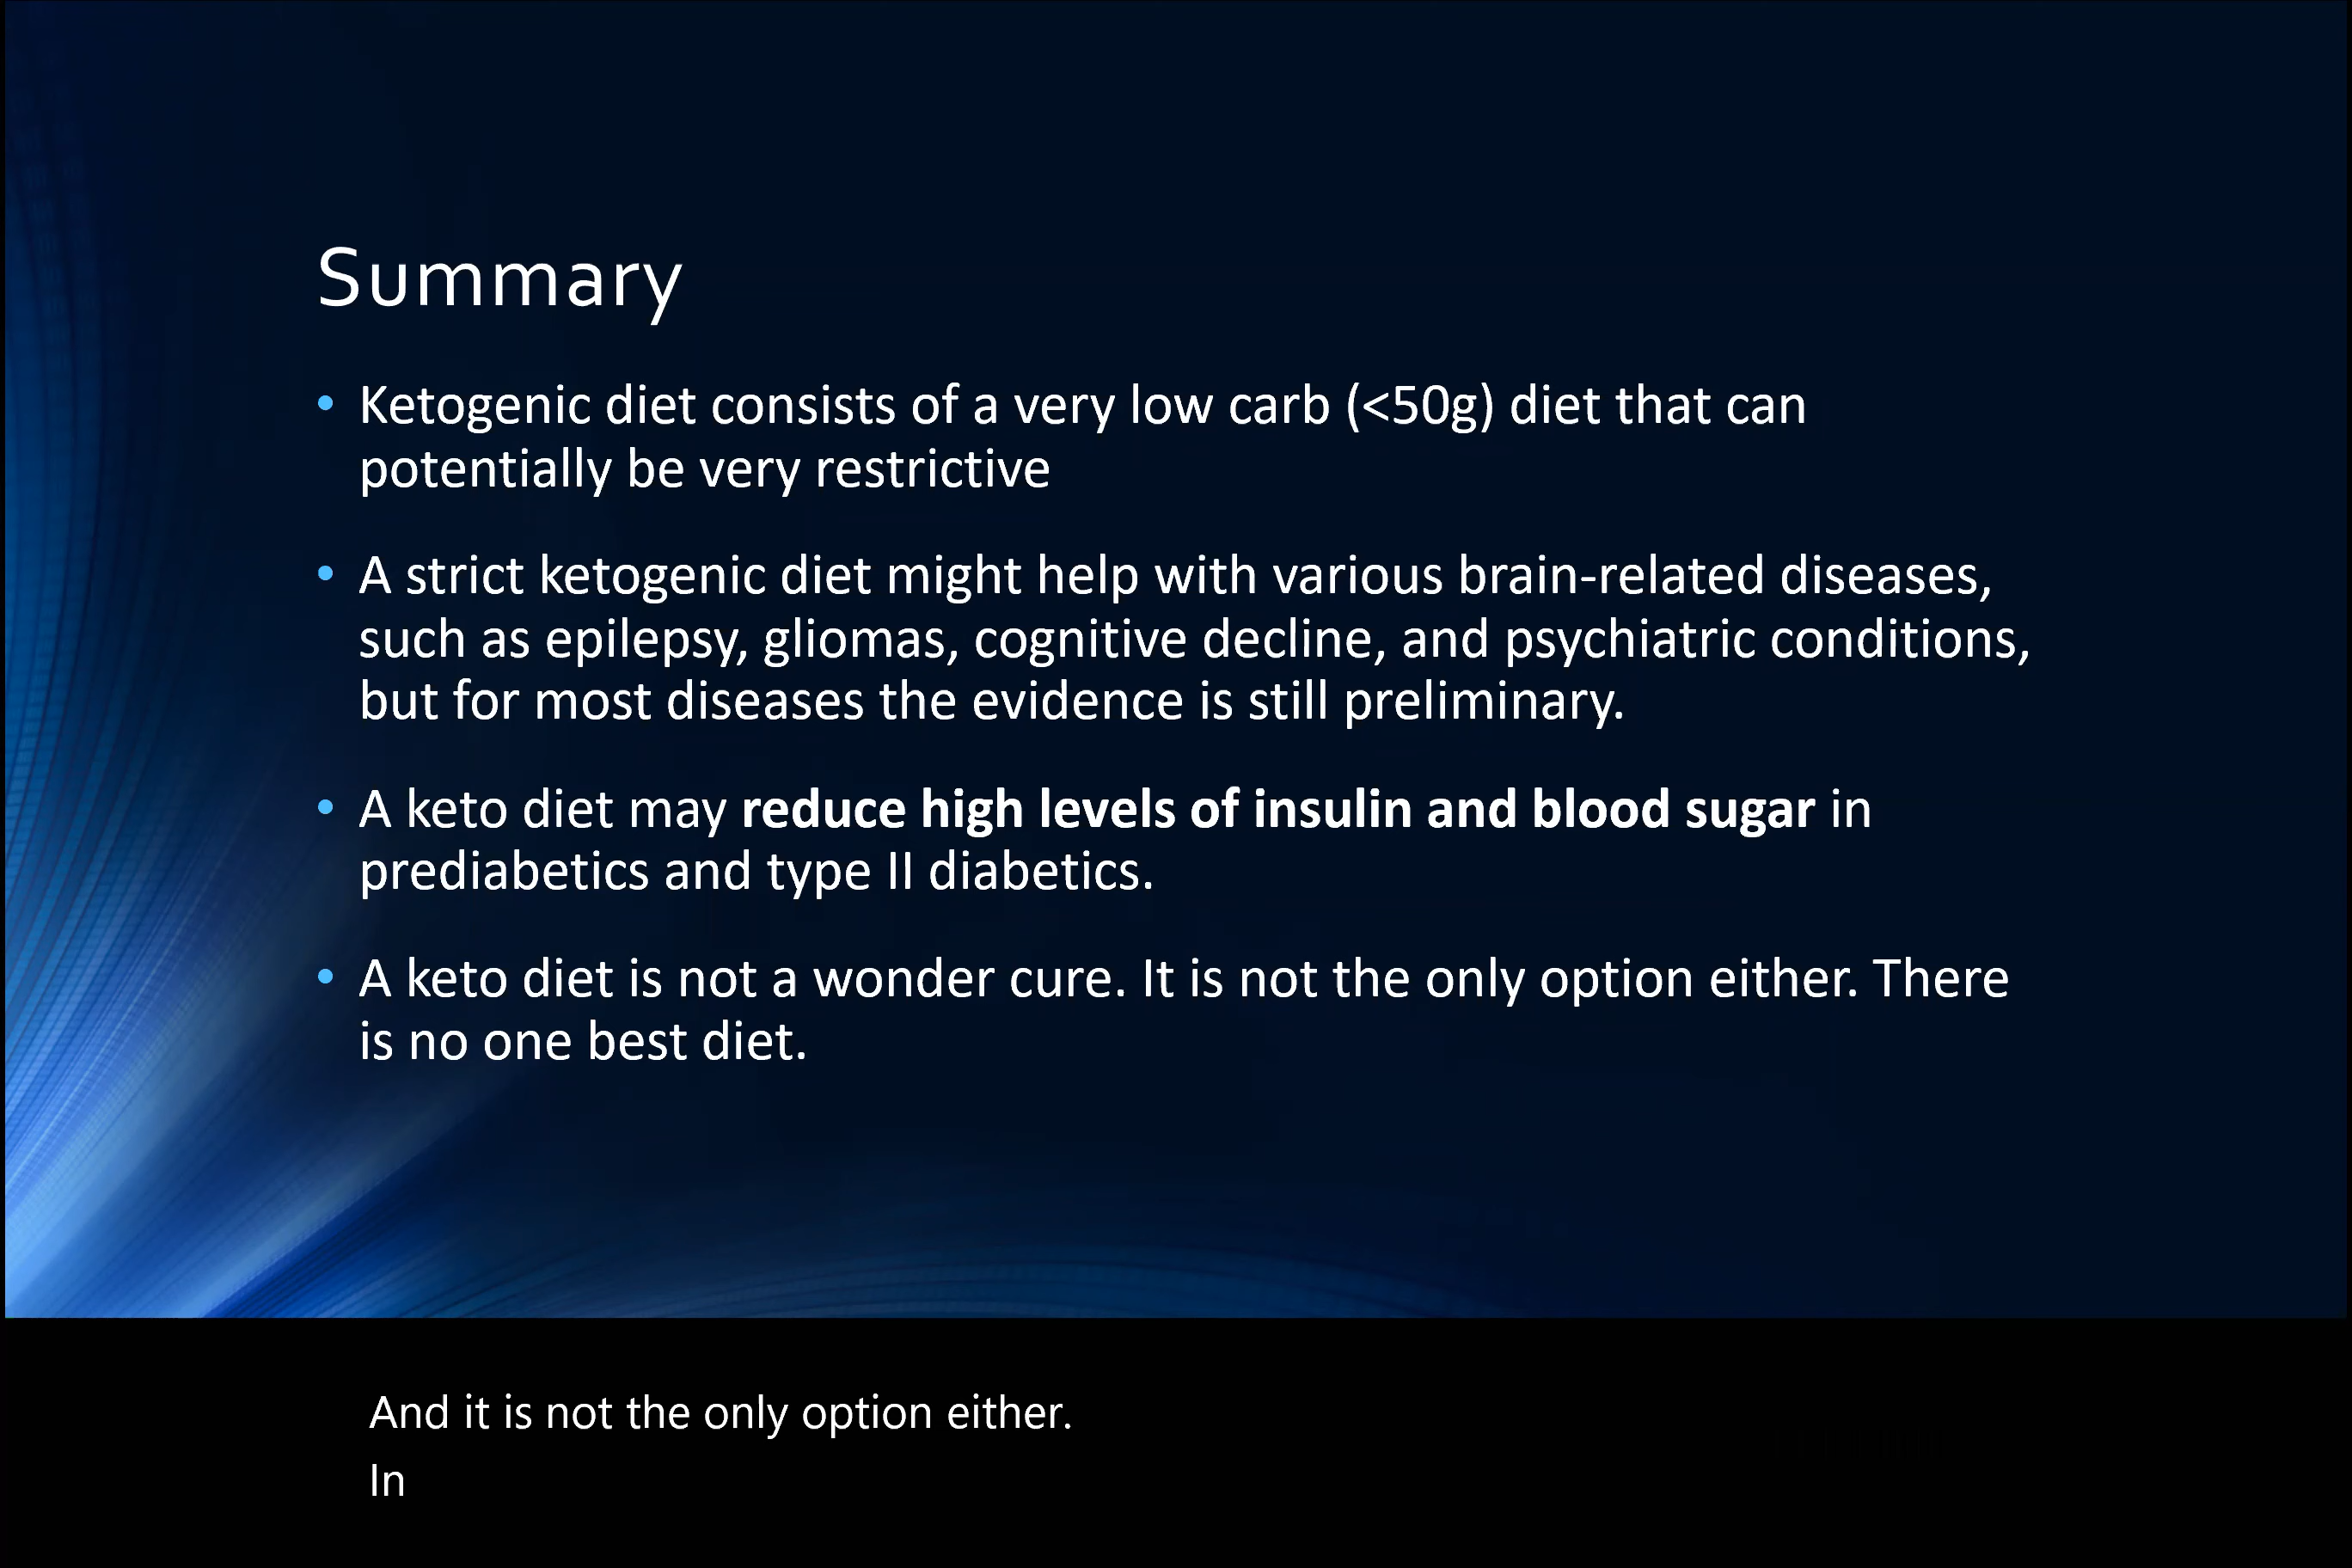 Summary
• Ketogenic diet consists of a very low carb (<50g) diet that can
potentially be very restrictive
• A strict ketogenic diet might help with various brain-related diseases,
such as epilepsy, gliomas, cognitive decline, and psychiatric conditions,
but for most diseases the evidence is still preliminary.
• A keto diet may reduce high levels of insulin and blood sugar in
prediabetics and type II diabetics.
• A keto diet is not a wonder cure. It is not the only option either. There
is no one best diet.
And it is not the only option either.
In